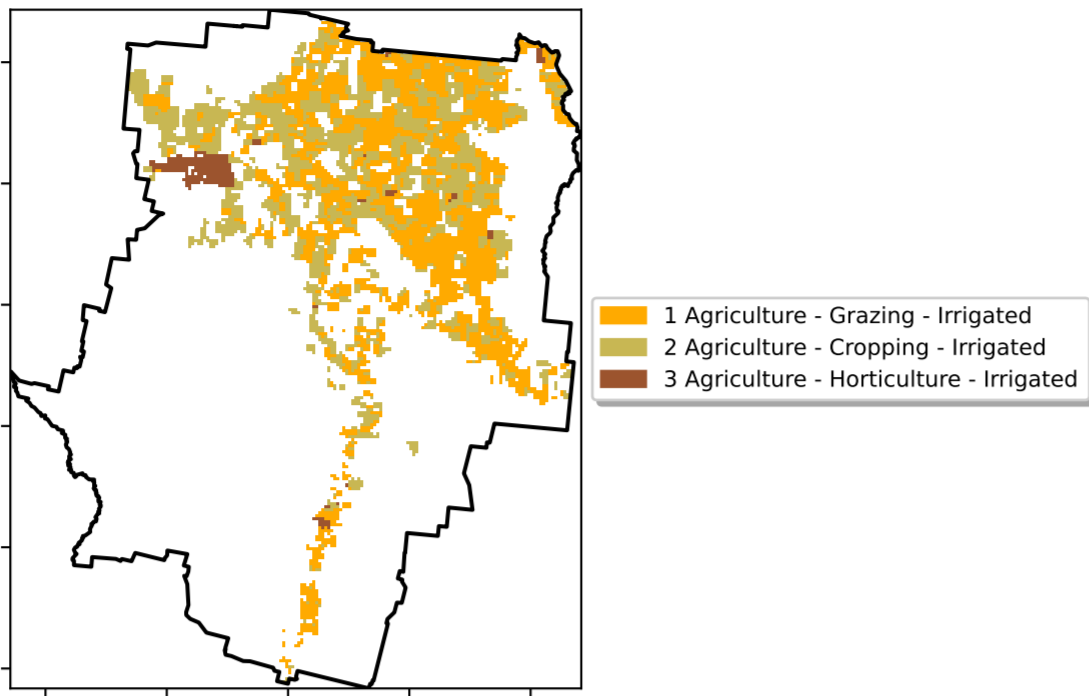 1 Agriculture - Grazing - Irrigated
2 Agriculture - Cropping - Irrigated
3 Agriculture - Horticulture - Irrigated